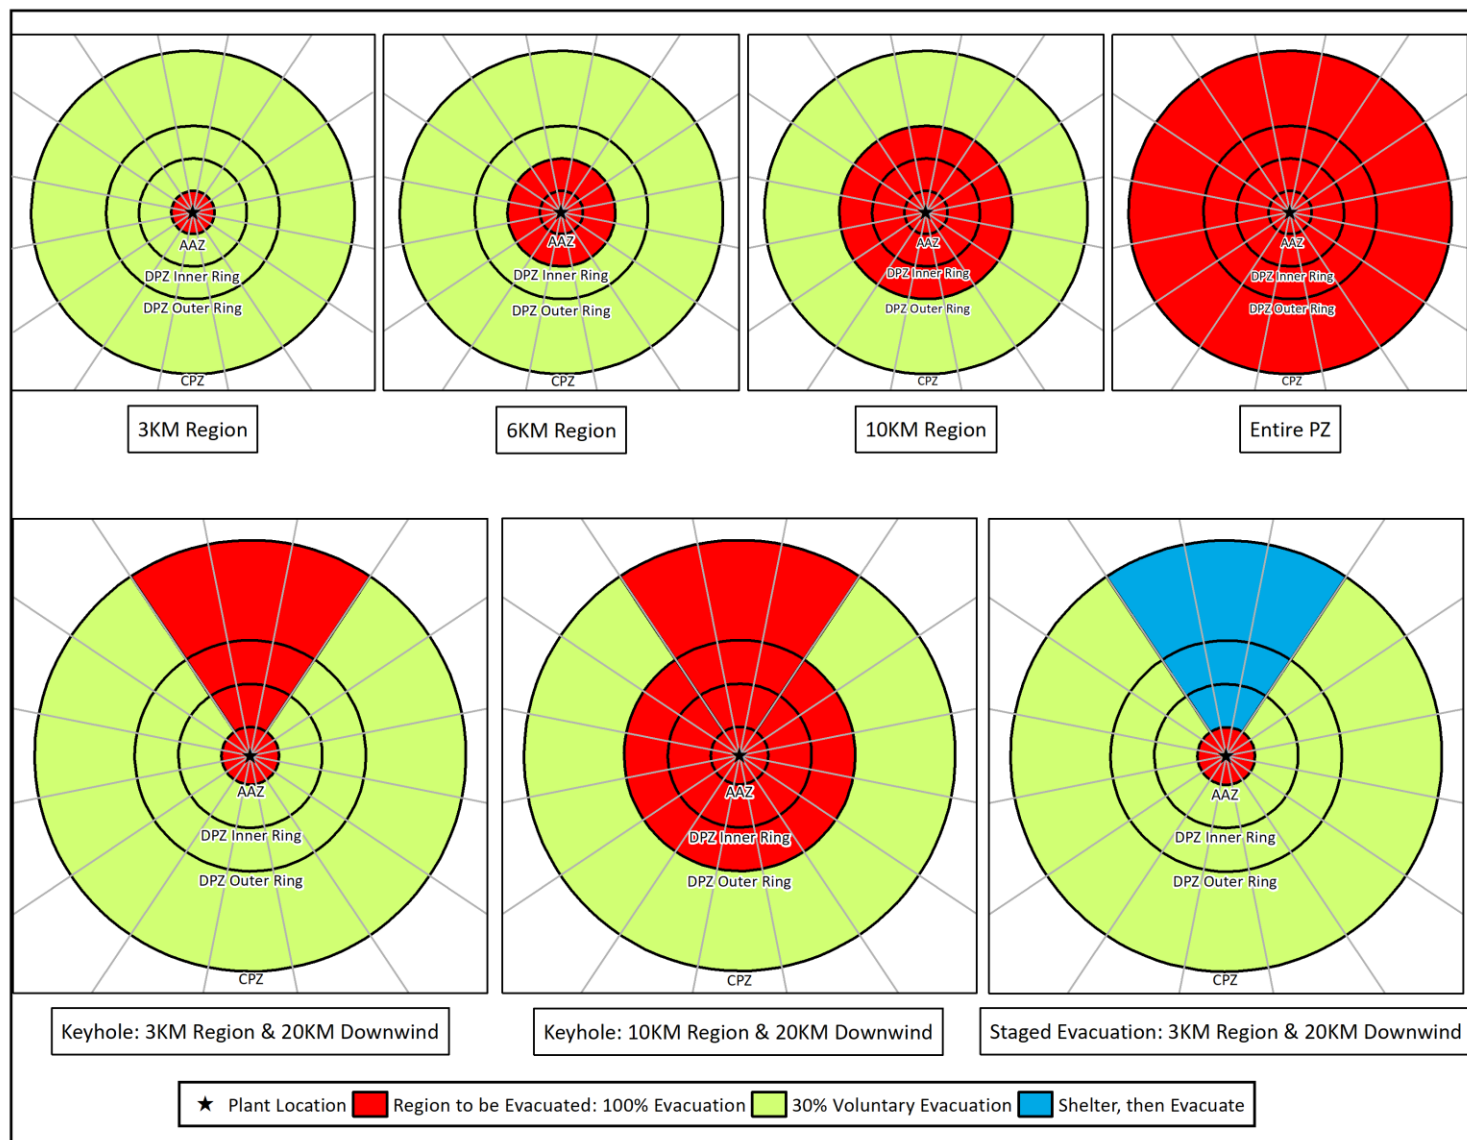 AAZ
DPZ Inner Ring
DPZ Outer Ring
CPZ
3KM Region
AAZ
DPZ Inner Ring
DPZ Outer Ring
CPZ
6KM Region
AAZ
DPZ Inner Ring
DPZ Outer Ring
CPZ
10KM Region
AAZ
DPZ Inner Ring
DPZ Outer Ring
CPZ
Entire PZ
AAZ
DPZ Inner Ring
DPZ Outer Ring
CPZ
Keyhole: 3KM Region & 20KM Downwind
AAZ
DPZ Inner Ring
DPZ Outer Ring
CPZ
Keyhole: 10KM Region & 20KM Downwind
AAZ
DPZ Inner Ring
DPZ Outer Ring
CPZ
Staged Evacuation: 3KM Region & 20KM Downwind
Plant Location Region to be Evacuated: 100% Evacuation 30% Voluntary Evacuation Shelter, then Evacuate